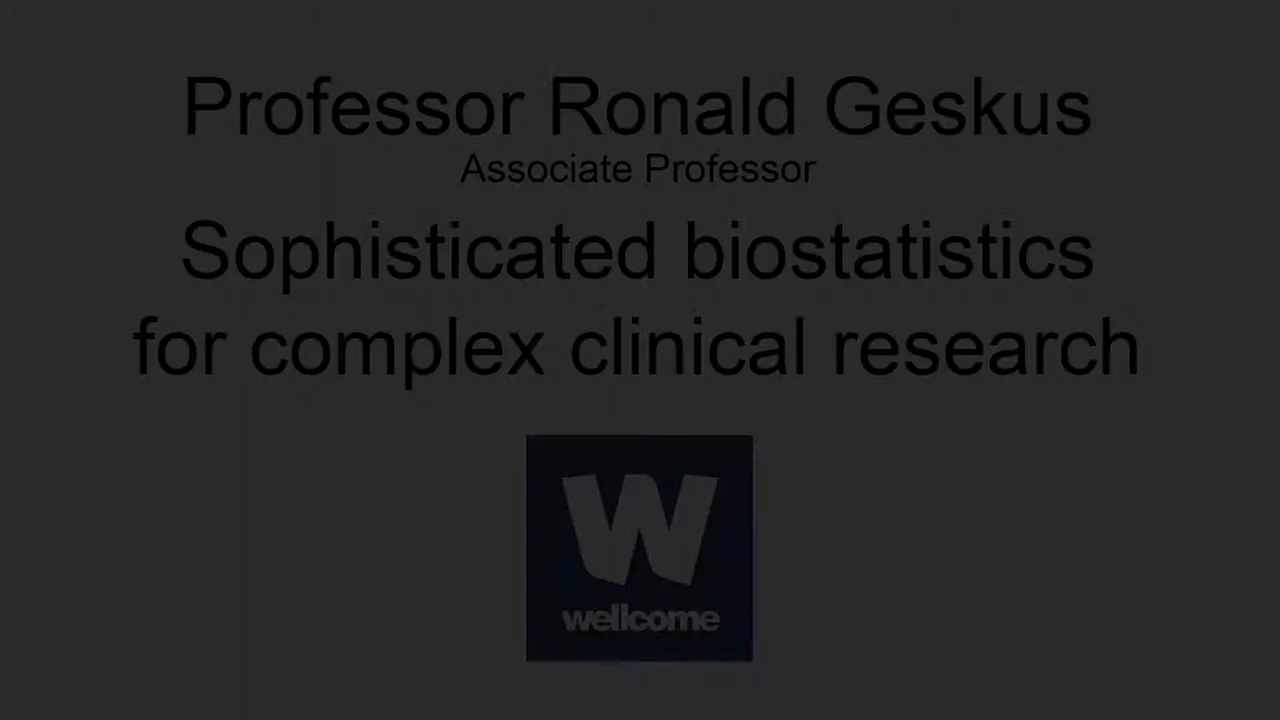 Professor Ronald Geskus
Associate Professor
Sophisticated biostatistics
for complex clinical research
W
wellcome